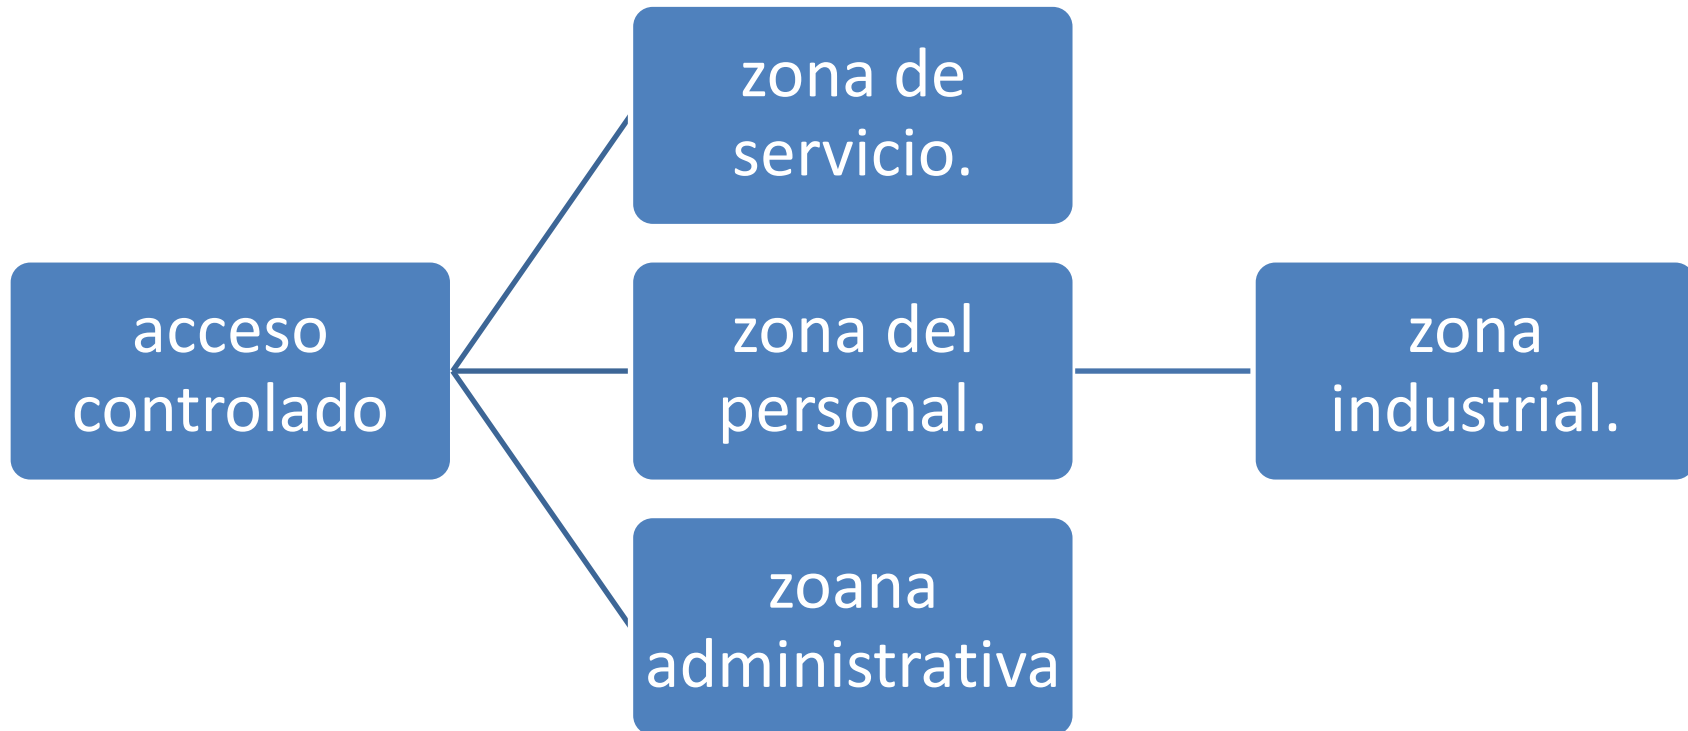 zona de
servicio.
acceso
controlado
zona del
personal.
zona
industrial.
zoana
administrativa